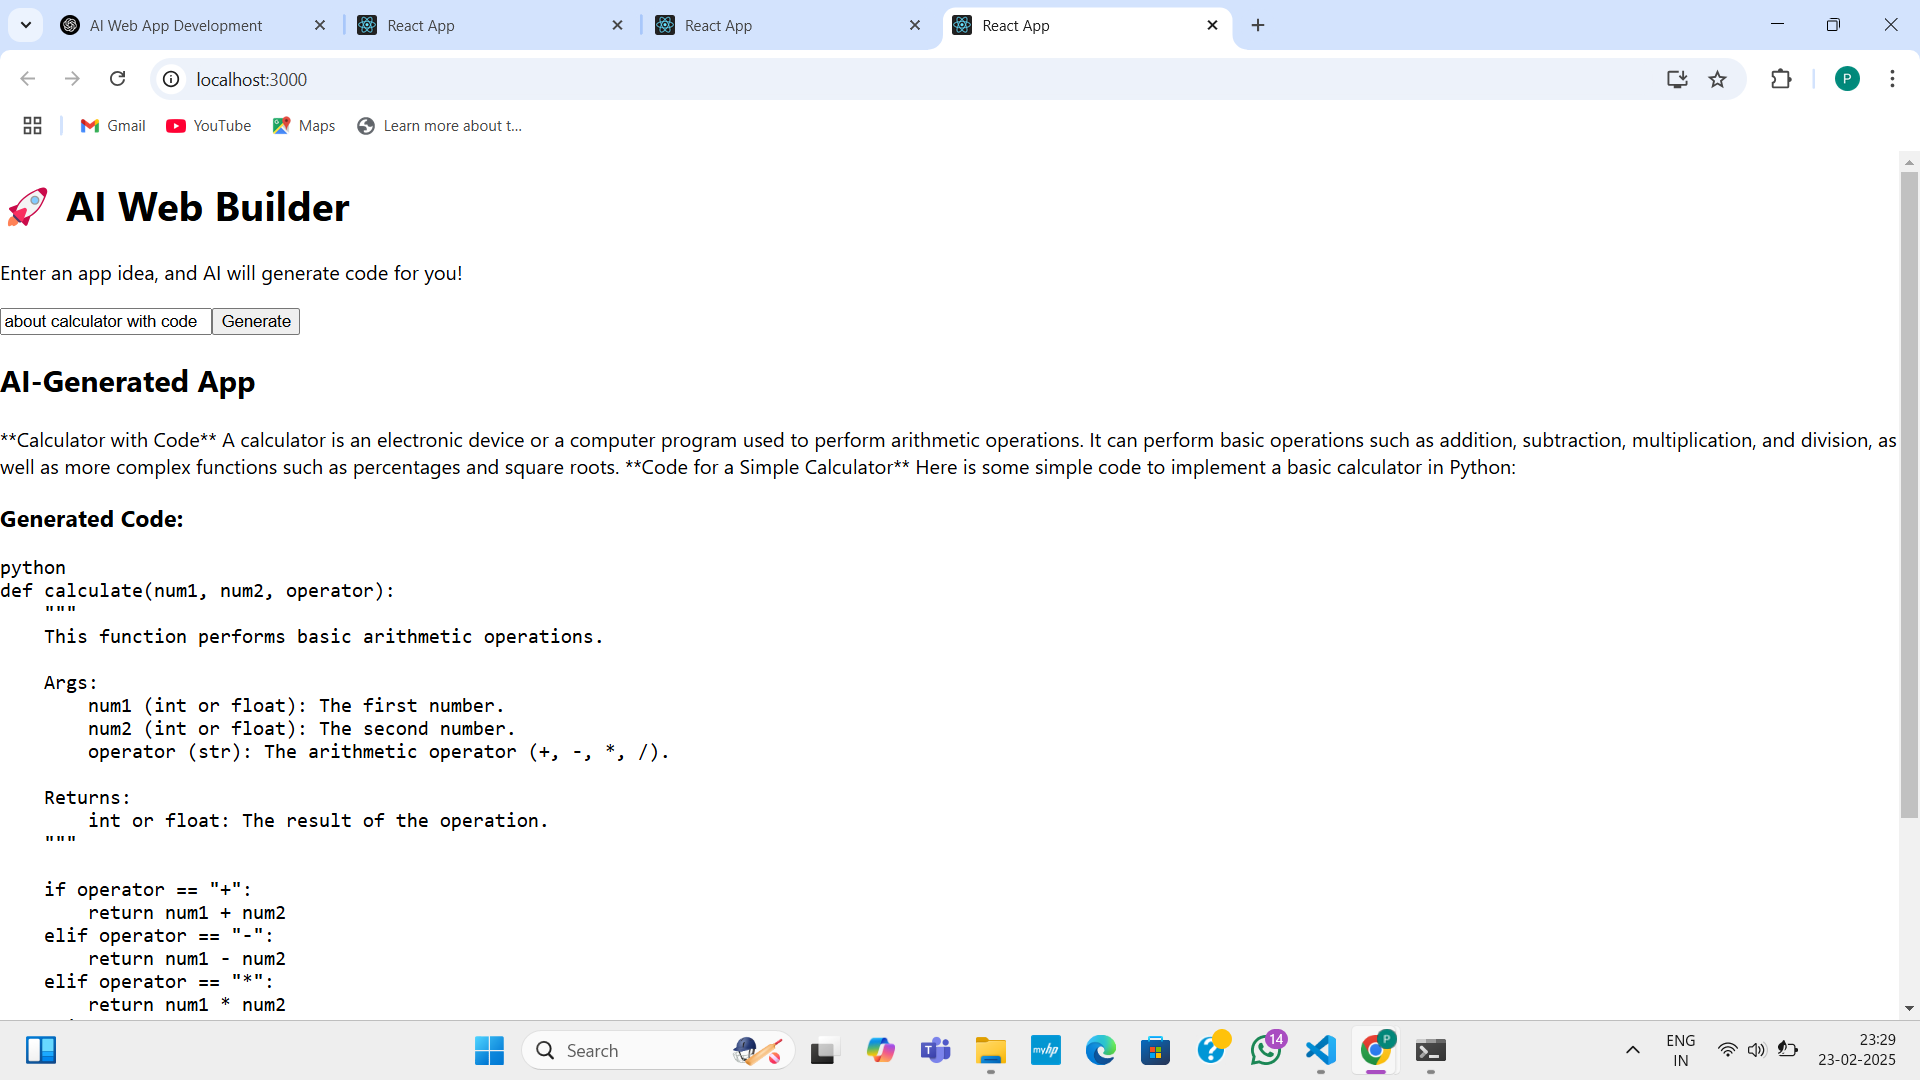 AI Web App Development
React App
React App
React App
localhost:3000
P
Gmail
YouTube
Maps
Learn more about t...
🚀 AI Web Builder
Enter an app idea, and AI will generate code for you!
about calculator with code
Generate
AI-Generated App
**Calculator with Code** A calculator is an electronic device or a computer program used to perform arithmetic operations. It can perform basic operations such as addition, subtraction, multiplication, and division, as
well as more complex functions such as percentages and square roots. **Code for a Simple Calculator** Here is some simple code to implement a basic calculator in Python:
Generated Code:
python
def calculate(num1, num2, operator):
    """
    This function performs basic arithmetic operations.
    Args:
        num1 (int or float): The first number.
        num2 (int or float): The second number.
        operator (str): The arithmetic operator (+, -, *, /).
    Returns:
        int or float: The result of the operation.
    """
    if operator == "+":
        return num1 + num2
    elif operator == "-":
        return num1 - num2
    elif operator == "*":
        return num1 * num2
Search
myhp
14
P
ENG
IN
23:29
23-02-2025